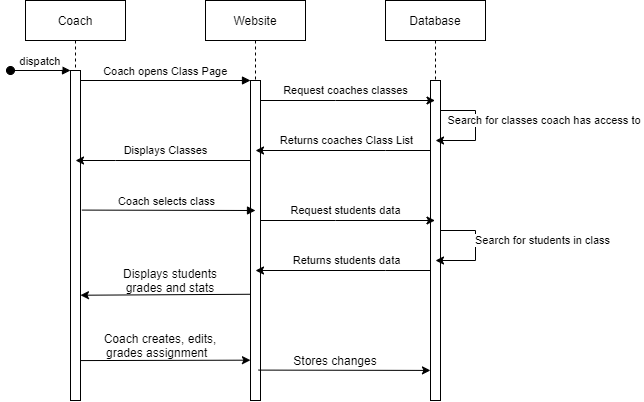 Coach
Website
Database
dispatch
Coach opens Class Page
Request coaches classes
Search for classes coach has access to
Returns coaches Class List
Displays Classes
Coach selects class
Request students data
Search for students in class
Returns students data
Displays students
grades and stats
Coach creates, edits,
grades assignment
Stores changes